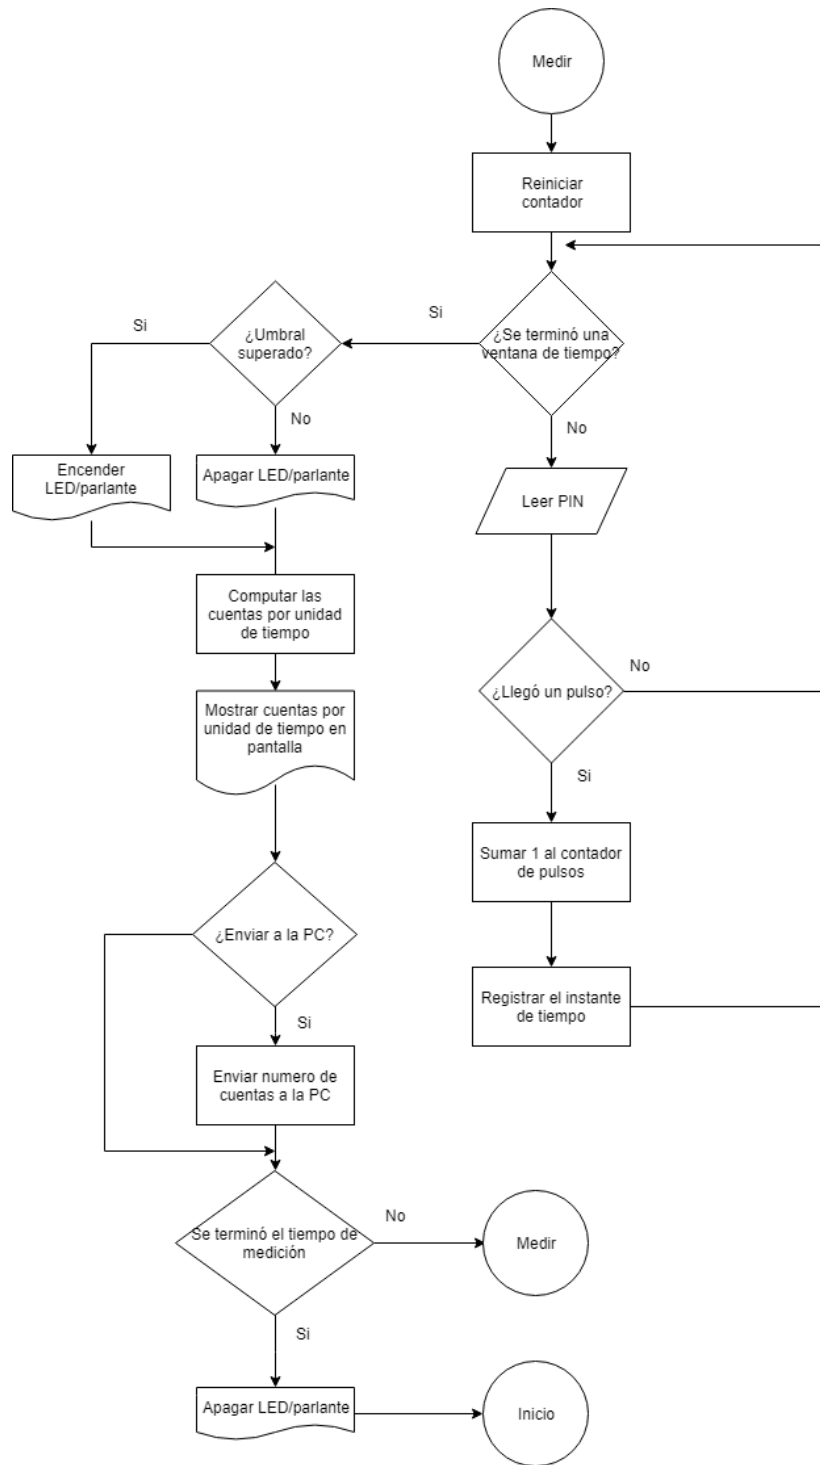 Medir
Reiniciar
contador
¿Se terminó una
ventana de tiempo?
Si
¿Umbral
superado?
Si
No
No
Encender
LED/parlante
Apagar LED/parlante
Leer PIN
Computar las
cuentas por unidad
de tiempo
¿Llegó un pulso?
No
Si
Mostrar cuentas por
unidad de tiempo en
pantalla
Sumar 1 al contador
de pulsos
¿Enviar a la PC?
Si
Registrar el instante
de tiempo
Enviar numero de
cuentas a la PC
Se terminó el tiempo de
medición
No
Medir
Si
Apagar LED/parlante
Inicio